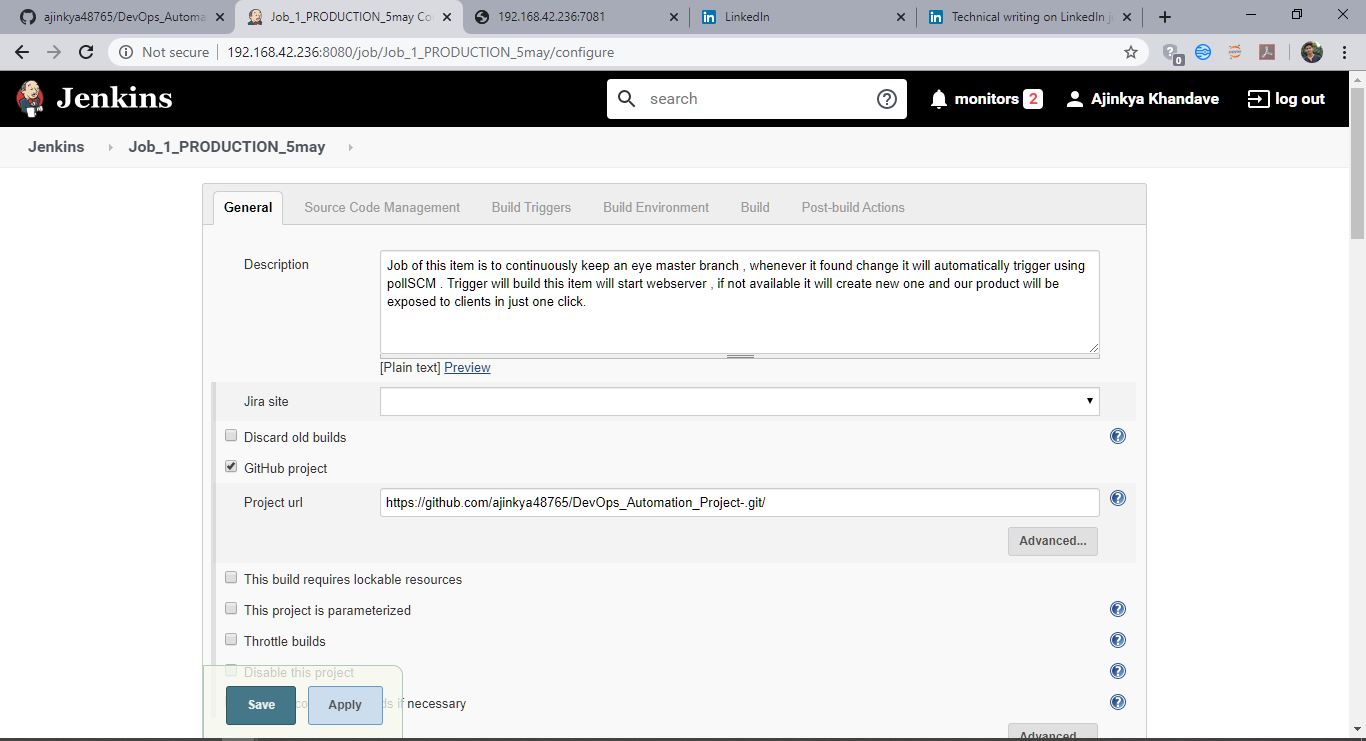 ajinkya48765/DevOps_Automa
Job_1_PRODUCTION_5may Co
192.168.42.236:7081
LinkedIn
Technical writing on LinkedIn ju
Not secure
192.168.42.236:8080/job/Job_1_PRODUCTION_5may/configure
0
Jenkins
search
monitors 2
Ajinkya Khandave
log out
Jenkins
Job_1_PRODUCTION_5may
General
Source Code Management
Build Triggers
Build Environment
Build
Post-build Actions
Description
Job of this item is to continuously keep an eye master branch , whenever it found change it will automatically trigger using
pollSCM . Trigger will build this item will start webserver , if not available it will create new one and our product will be
exposed to clients in just one click.
[Plain text] Preview
Jira site
Discard old builds
GitHub project
Project url
https://github.com/ajinkya48765/DevOps_Automation_Project-.git/
Advanced...
This build requires lockable resources
This project is parameterized
Throttle builds
Disable this project
Save
Apply
if necessary
Advanced...